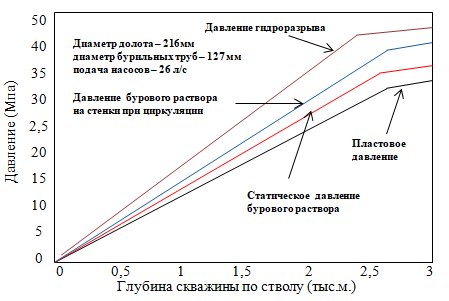 Давление (Мпа)
50
45
40
35
30
2,5
20
15
10
5
0
Давление гидроразрыва
Диаметр долота – 216мм
диаметр бурильных труб – 127мм
подача насосов – 26 л/с
Давление бурового раствора
на стенки при циркуляции
Пластовое
давление
Статическое давление
бурового раствора
0
0,5
1
1,5
2
2,5
3
Глубина скважины по стволу (тыс.м.)